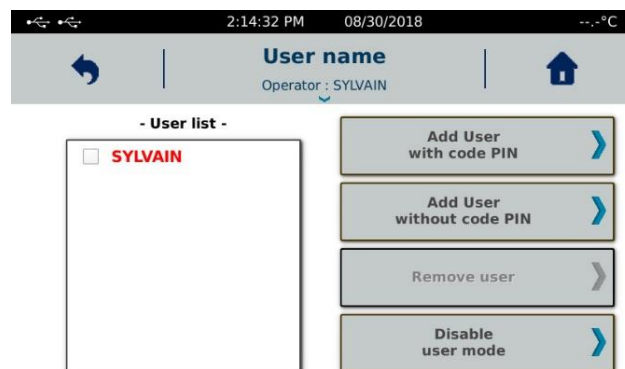 2:14:32 PM 08/30/2018 --.-°C
User name
Operator : SYLVAIN
- User list -
SYLVAIN
Add User
with code PIN
Add User
without code PIN
Remove user
Disable
user mode